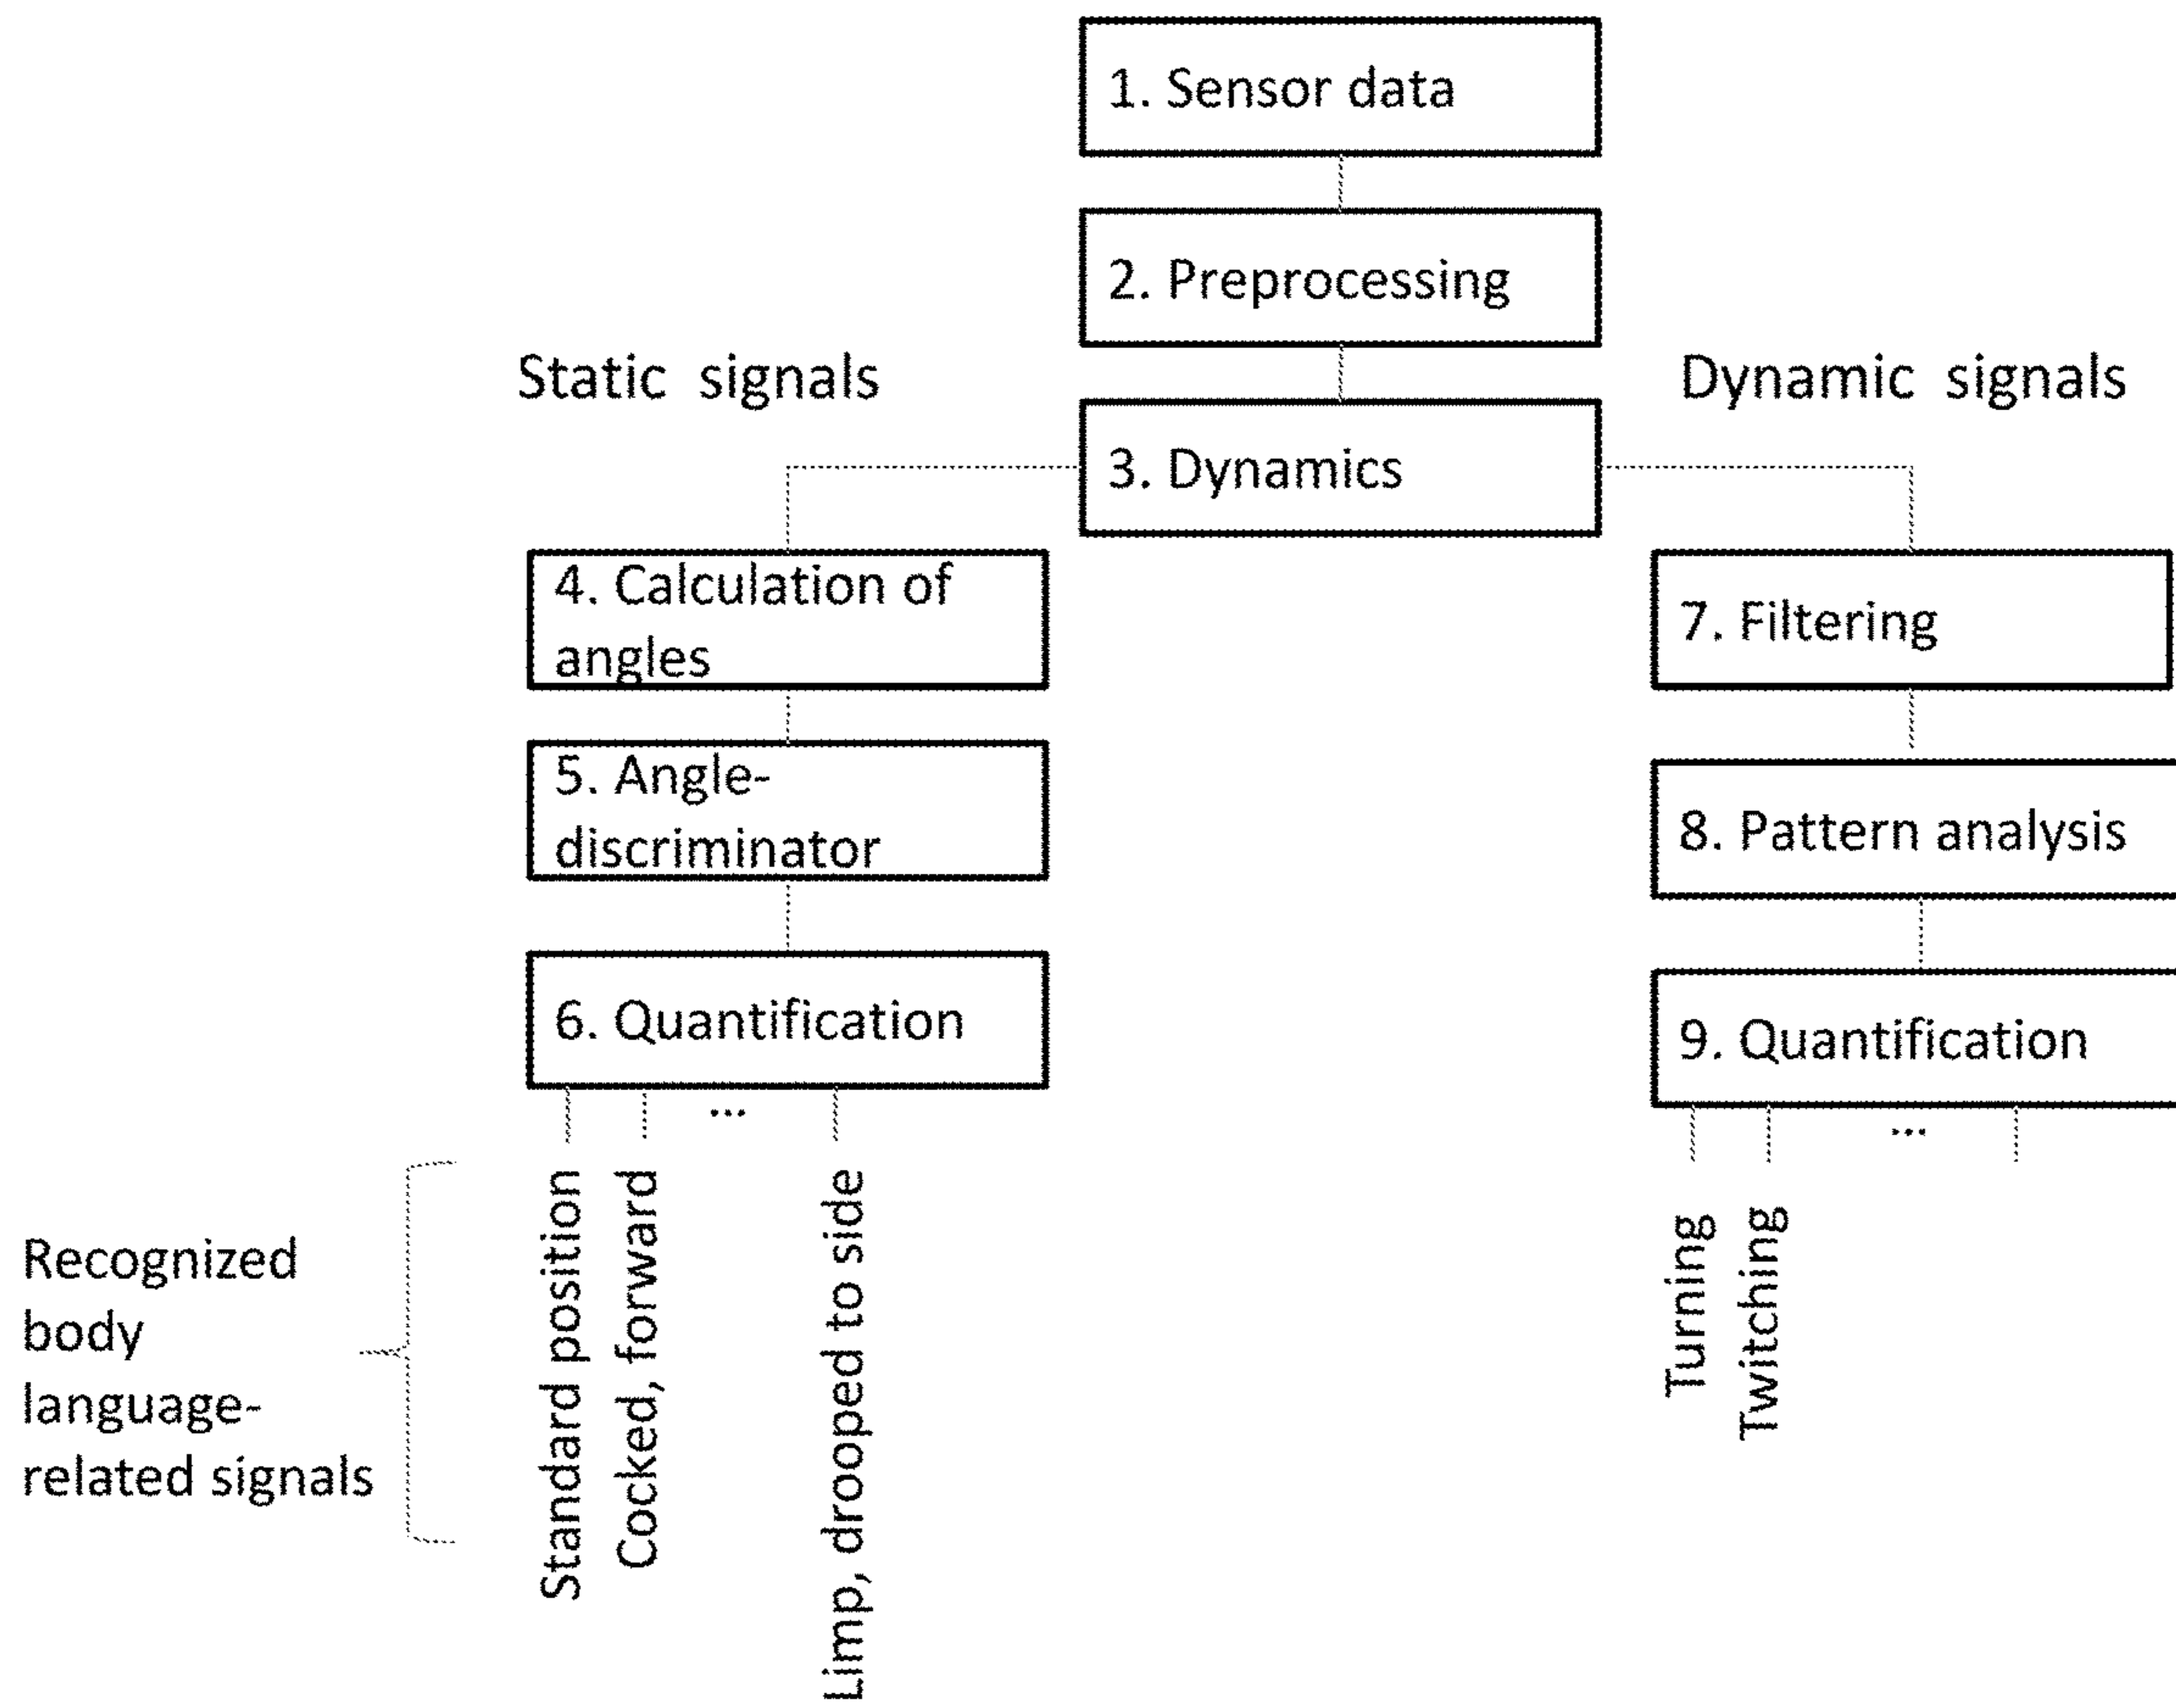 1. Sensor data
2. Preprocessing
Static signals
Dynamic signals
3. Dynamics
4. Calculation of
angles
7. Filtering
5. Angle-
discriminator
8. Pattern analysis
6. Quantification
9. Quantification
...
...
Recognized
body
language-
related signals
Standard position
Cocked, forward
Limp, drooped to side
Turning
Twitching